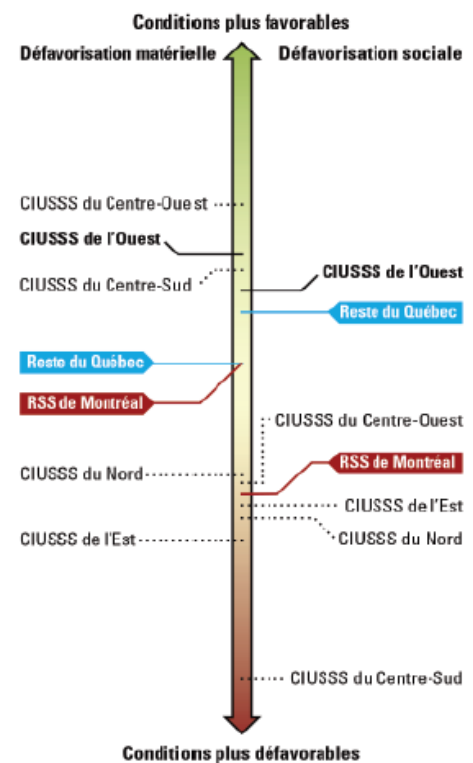 Conditions plus favorables
Défavorisation matérielle
Défavorisation sociale
CIUSSS du Centre-Ouest
CIUSSS de l'Ouest
CIUSSS du Centre-Sud
CIUSSS de l'Ouest
Reste du Québec
Reste du Québec
RSS de Montréal
CIUSSS du Centre-Ouest
RSS de Montréal
CIUSSS du Nord
CIUSSS de l'Est
CIUSSS de l'Est
CIUSSS du Nord
CIUSSS du Centre-Sud
Conditions plus défavorables